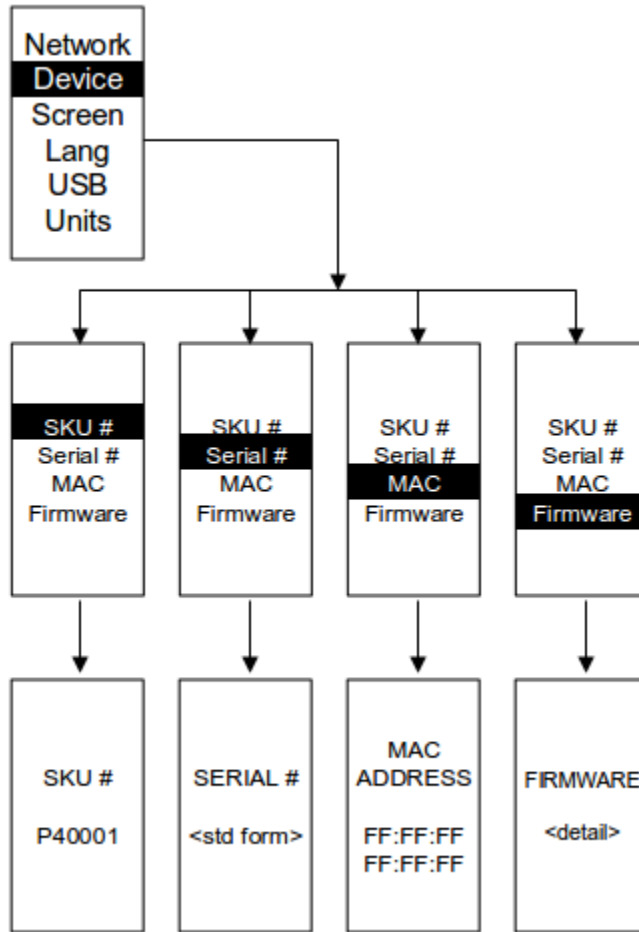 Network
Device
Screen
Lang
USB
Units
SKU #
Serial #
MAC
Firmware
SKU #
Serial #
MAC
Firmware
SKU #
Serial #
MAC
Firmware
SKU #
Serial #
MAC
Firmware
SKU #
P40001
SERIAL #
<std form>
MAC
ADDRESS
FF:FF:FF
FF:FF:FF
FIRMWARE
<detail>